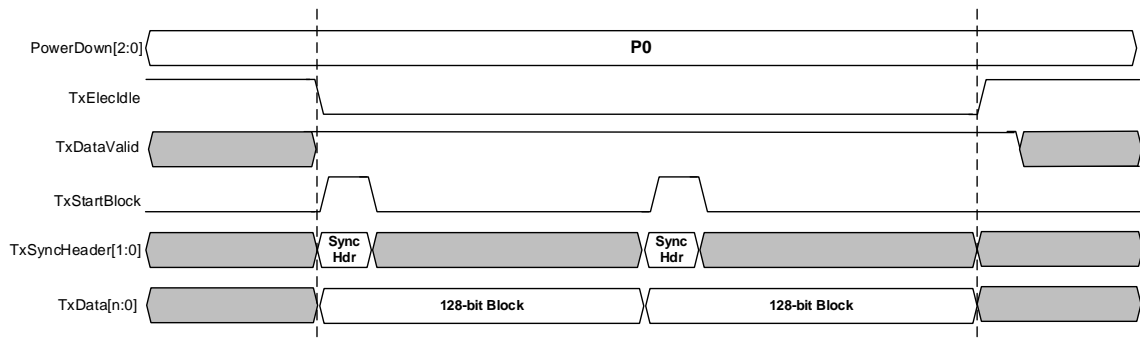 PowerDown[2:0]
P0
TxElecIdle
TxDataValid
TxStartBlock
TxSyncHeader[1:0]
Sync
Hdr
Sync
Hdr
TxData[n:0]
128-bit Block
128-bit Block